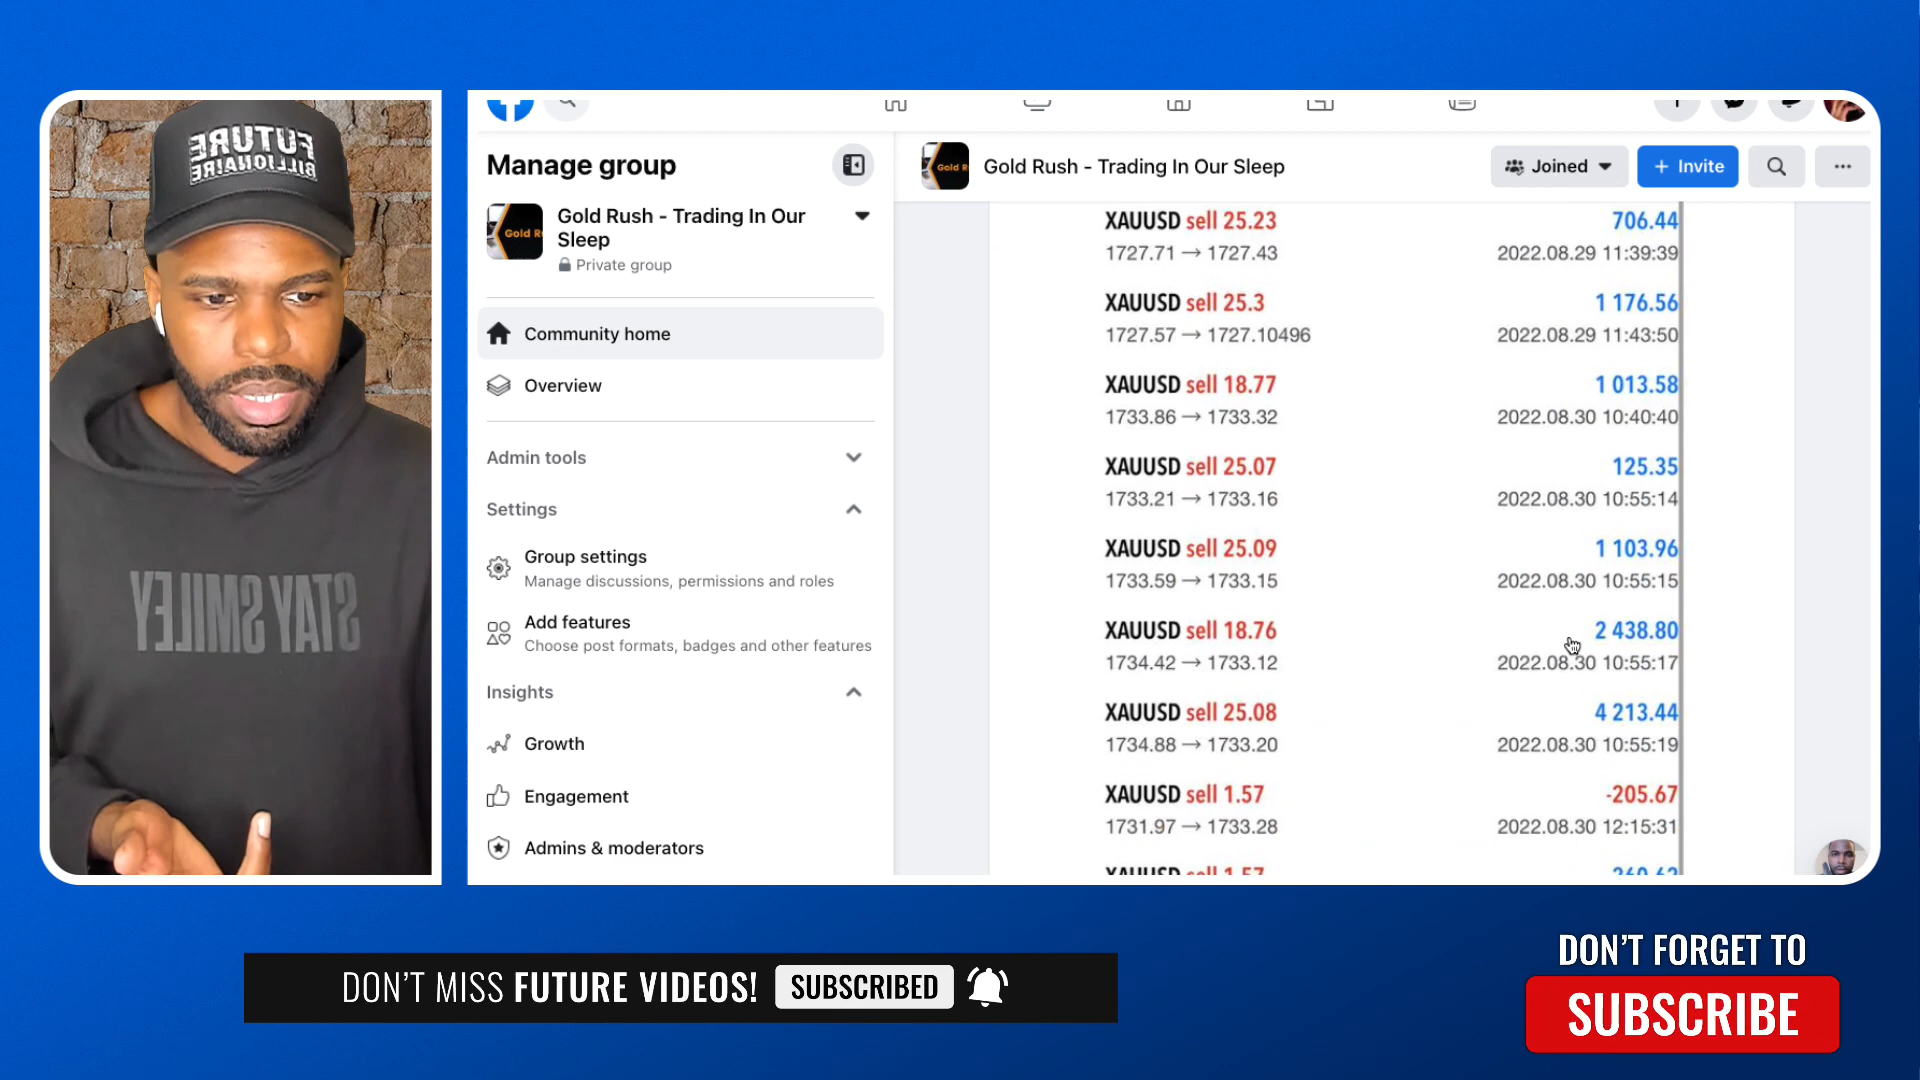 FUTURE
BILLIONAIRE
STAY SMILEY
Manage group
Gold Rush - Trading In Our
Sleep
Private group
Community home
Overview
Admin tools
Settings
Group settings
Manage discussions, permissions and roles
Add features
Choose post formats, badges and other features
Insights
Growth
Engagement
Admins & moderators
Gold Rush - Trading In Our Sleep
Joined
+ Invite
XAUUSD sell 25.23 706.44
1727.71 → 1727.43 2022.08.29 11:39:39
XAUUSD sell 25.3 1 176.56
1727.57 → 1727.10496 2022.08.29 11:43:50
XAUUSD sell 18.77 1 013.58
1733.86 → 1733.32 2022.08.30 10:40:40
XAUUSD sell 25.07 125.35
1733.21 → 1733.16 2022.08.30 10:55:14
XAUUSD sell 25.09 1 103.96
1733.59 → 1733.15 2022.08.30 10:55:15
XAUUSD sell 18.76 2 438.80
1734.42 → 1733.12 2022.08.30 10:55:17
XAUUSD sell 25.08 4 213.44
1734.88 → 1733.20 2022.08.30 10:55:19
XAUUSD sell 1.57 -205.67
1731.97 → 1733.28 2022.08.30 12:15:31
XAUUSD sell 1.57
DON'T MISS FUTURE VIDEOS! SUBSCRIBED
DON'T FORGET TO
SUBSCRIBE